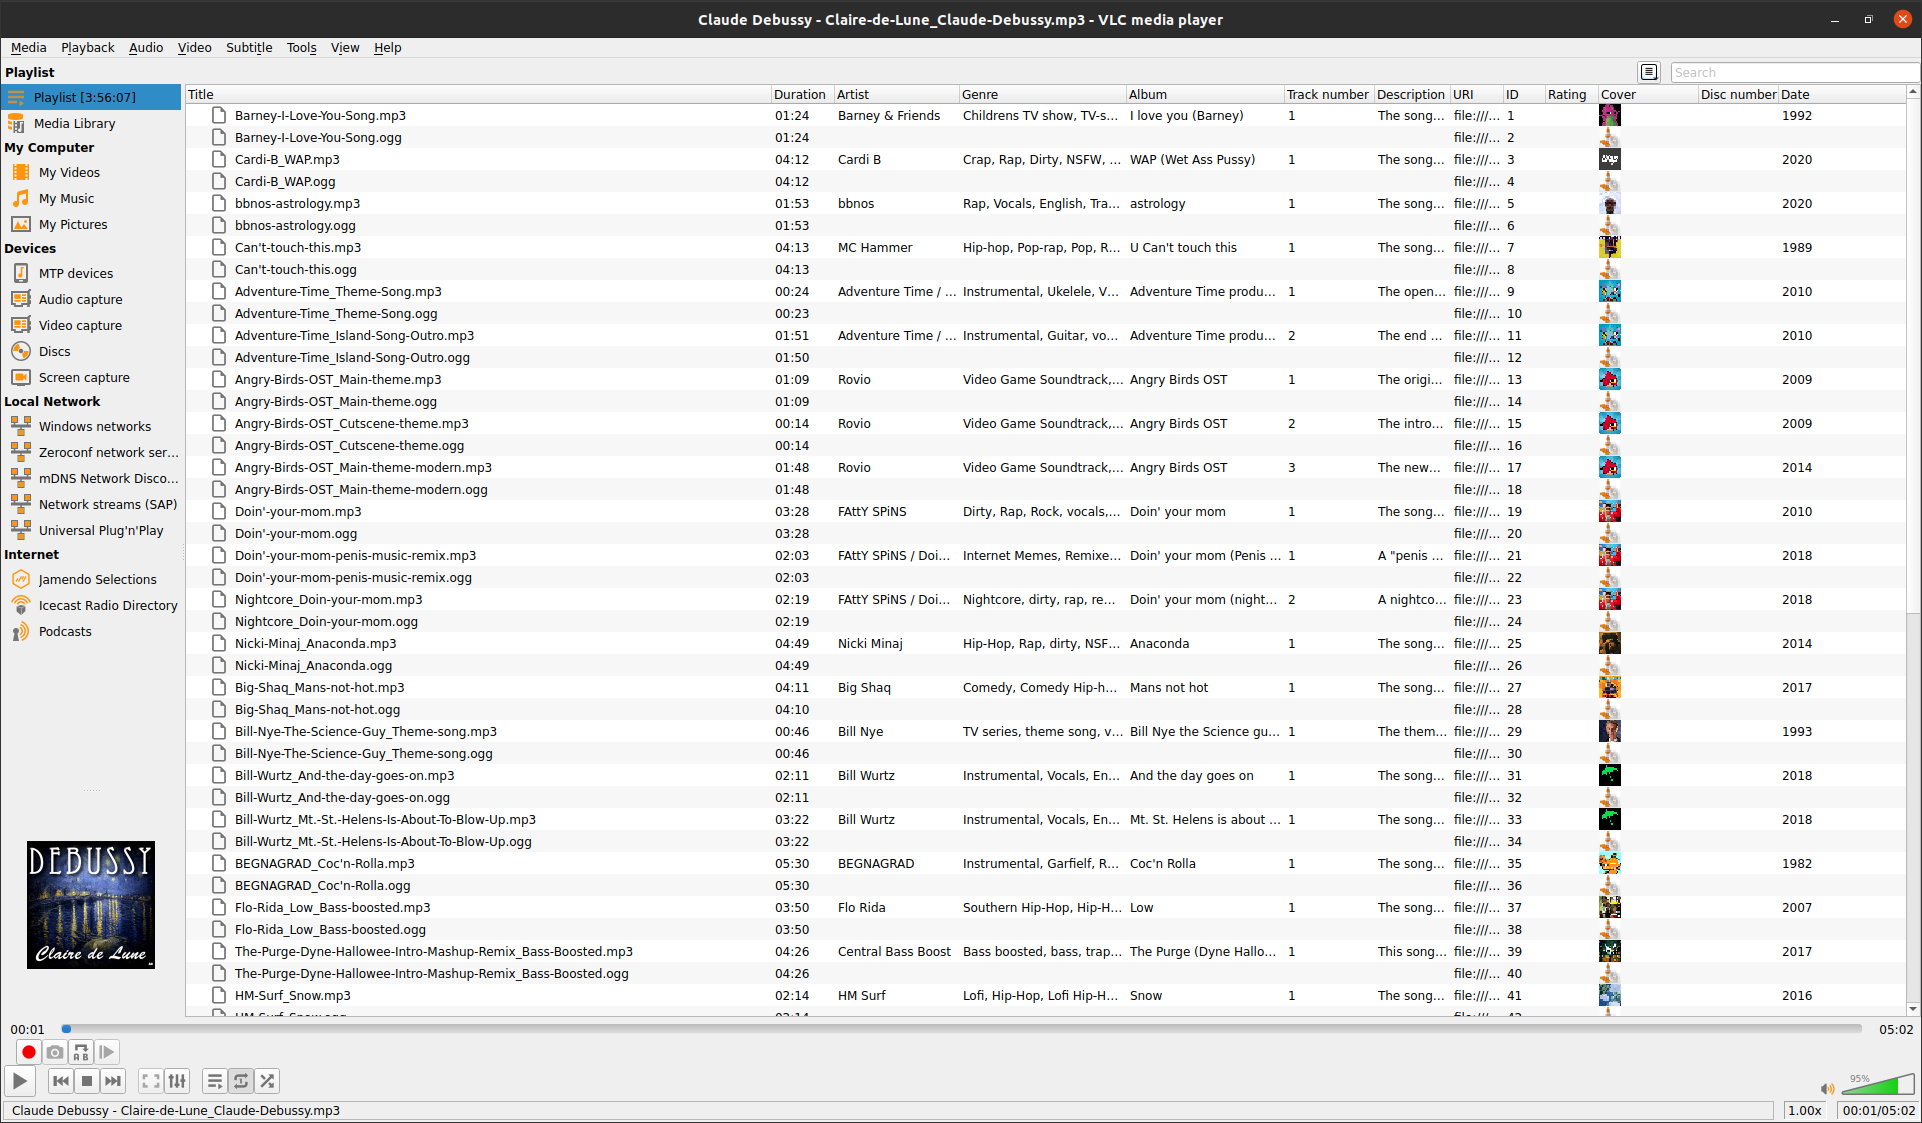 Claude Debussy - Claire-de-Lune_Claude-Debussy.mp3 - VLC media player
Media Playback Audio Video Subtitle Tools View Help
Playlist
Search
Playlist [3:56:07]
Media Library
My Computer
My Videos
My Music
My Pictures
Devices
MTP devices
Audio capture
Video capture
Discs
Screen capture
Local Network
Windows networks
Zeroconf network ser...
mDNS Network Disco...
Network streams (SAP)
Universal Plug'n'Play
Internet
Jamendo Selections
Icecast Radio Directory
Podcasts
DEBUSSY
Claire de Lune
Title Duration Artist Genre Album Track number Description URI ID Rating Cover Disc number Date
Barney-I-Love-You-Song.mp3 01:24 Barney & Friends Childrens TV show, TV-s... I love you (Barney) 1 The song... file:///... 1 1992
Barney-I-Love-You-Song.ogg 01:24 file:///... 2
Cardi-B_WAP.mp3 04:12 Cardi B Crap, Rap, Dirty, NSFW, ... WAP (Wet Ass Pussy) 1 The song... file:///... 3 2020
Cardi-B_WAP.ogg 04:12 file:///... 4
bbnos-astrology.mp3 01:53 bbnos Rap, Vocals, English, Tra... astrology 1 The song... file:///... 5 2020
bbnos-astrology.ogg 01:53 file:///... 6
Can't-touch-this.mp3 04:13 MC Hammer Hip-hop, Pop-rap, Pop, R... U Can't touch this 1 The song... file:///... 7 1989
Can't-touch-this.ogg 04:13 file:///... 8
Adventure-Time_Theme-Song.mp3 00:24 Adventure Time / ... Instrumental, Ukelele, V... Adventure Time produ... 1 The open... file:///... 9 2010
Adventure-Time_Theme-Song.ogg 00:23 file:///... 10
Adventure-Time_Island-Song-Outro.mp3 01:51 Adventure Time / ... Instrumental, Guitar, vo... Adventure Time produ... 2 The end ... file:///... 11 2010
Adventure-Time_Island-Song-Outro.ogg 01:50 file:///... 12
Angry-Birds-OST_Main-theme.mp3 01:09 Rovio Video Game Soundtrack,... Angry Birds OST 1 The origi... file:///... 13 2009
Angry-Birds-OST_Main-theme.ogg 01:09 file:///... 14
Angry-Birds-OST_Cutscene-theme.mp3 00:14 Rovio Video Game Soundtrack,... Angry Birds OST 2 The intro... file:///... 15 2009
Angry-Birds-OST_Cutscene-theme.ogg 00:14 file:///... 16
Angry-Birds-OST_Main-theme-modern.mp3 01:48 Rovio Video Game Soundtrack,... Angry Birds OST 3 The new... file:///... 17 2014
Angry-Birds-OST_Main-theme-modern.ogg 01:48 file:///... 18
Doin'-your-mom.mp3 03:28 FAttY SPiNS Dirty, Rap, Rock, vocals,... Doin' your mom 1 The song... file:///... 19 2010
Doin'-your-mom.ogg 03:28 file:///... 20
Doin'-your-mom-penis-music-remix.mp3 02:03 FAttY SPiNS / Doi... Internet Memes, Remixe... Doin' your mom (Penis ... 1 A "penis ... file:///... 21 2018
Doin'-your-mom-penis-music-remix.ogg 02:03 file:///... 22
Nightcore_Doin-your-mom.mp3 02:19 FAttY SPiNS / Doi... Nightcore, dirty, rap, re... Doin' your mom (night... 2 A nightco... file:///... 23 2018
Nightcore_Doin-your-mom.ogg 02:19 file:///... 24
Nicki-Minaj_Anaconda.mp3 04:49 Nicki Minaj Hip-Hop, Rap, dirty, NSF... Anaconda 1 The song... file:///... 25 2014
Nicki-Minaj_Anaconda.ogg 04:49 file:///... 26
Big-Shaq_Mans-not-hot.mp3 04:11 Big Shaq Comedy, Comedy Hip-h... Mans not hot 1 The song... file:///... 27 2017
Big-Shaq_Mans-not-hot.ogg 04:10 file:///... 28
Bill-Nye-The-Science-Guy_Theme-song.mp3 00:46 Bill Nye TV series, theme song, v... Bill Nye the Science gu... 1 The them... file:///... 29 1993
Bill-Nye-The-Science-Guy_Theme-song.ogg 00:46 file:///... 30
Bill-Wurtz_And-the-day-goes-on.mp3 02:11 Bill Wurtz Instrumental, Vocals, En... And the day goes on 1 The song... file:///... 31 2018
Bill-Wurtz_And-the-day-goes-on.ogg 02:11 file:///... 32
Bill-Wurtz_Mt.-St.-Helens-Is-About-To-Blow-Up.mp3 03:22 Bill Wurtz Instrumental, Vocals, En... Mt. St. Helens is about ... 1 The song... file:///... 33 2018
Bill-Wurtz_Mt.-St.-Helens-Is-About-To-Blow-Up.ogg 03:22 file:///... 34
BEGNAGRAD_Coc'n-Rolla.mp3 05:30 BEGNAGRAD Instrumental, Garfielf, R... Coc'n Rolla 1 The song... file:///... 35 1982
BEGNAGRAD_Coc'n-Rolla.ogg 05:30 file:///... 36
Flo-Rida_Low_Bass-boosted.mp3 03:50 Flo Rida Southern Hip-Hop, Hip-H... Low 1 The song... file:///... 37 2007
Flo-Rida_Low_Bass-boosted.ogg 03:50 file:///... 38
The-Purge-Dyne-Hallowee-Intro-Mashup-Remix_Bass-Boosted.mp3 04:26 Central Bass Boost Bass boosted, bass, trap... The Purge (Dyne Hallo... 1 This song... file:///... 39 2017
The-Purge-Dyne-Hallowee-Intro-Mashup-Remix_Bass-Boosted.ogg 04:26 file:///... 40
HM-Surf_Snow.mp3 02:14 HM Surf Lofi, Hip-Hop, Lofi Hip-H... Snow 1 The song... file:///... 41 2016
00:01 05:02
A B
95%
Claude Debussy - Claire-de-Lune_Claude-Debussy.mp3 1.00x 00:01/05:02